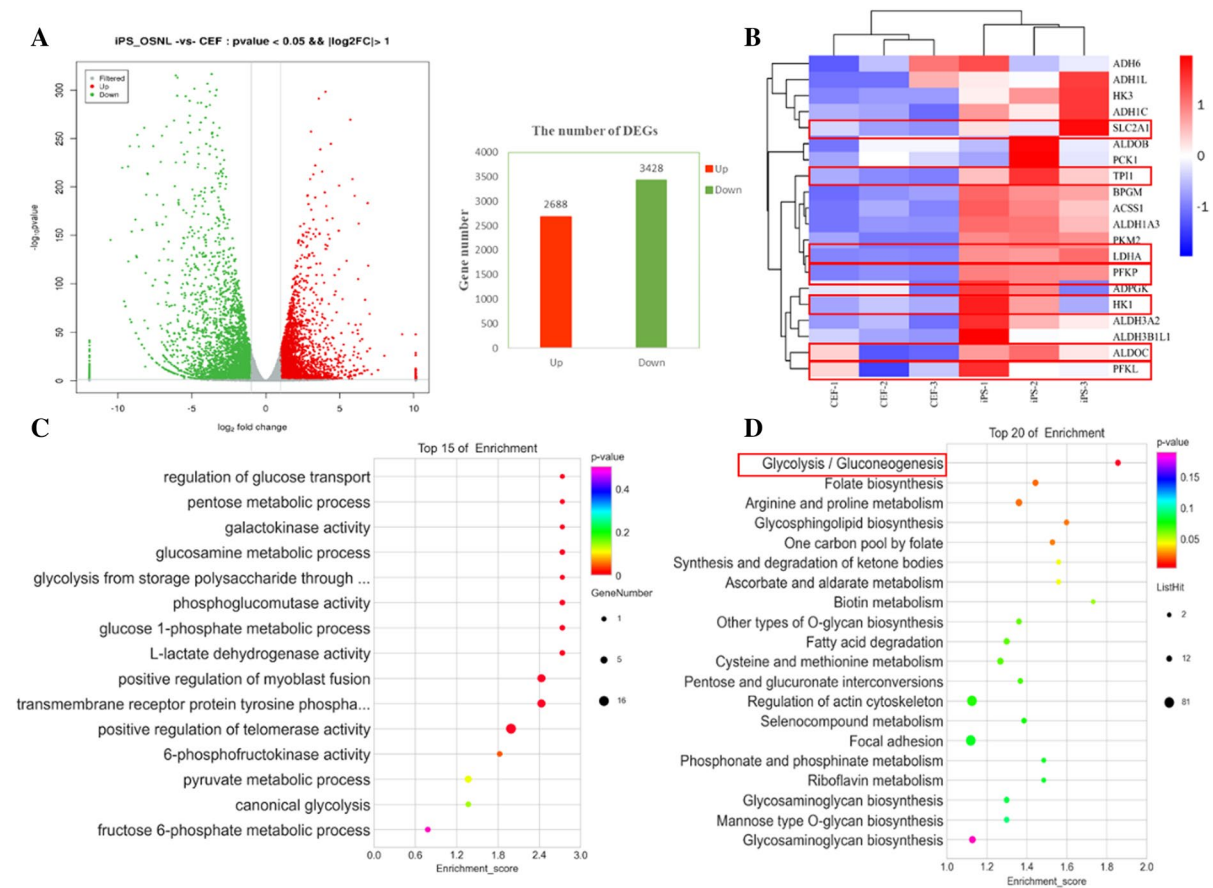 A
iPS_OSNL -vs- CEF : pvalue < 0.05 && |log2FC|> 1
Filtered
Up
Down
-log₁₀pvalue
300
250
200
150
100
50
0
-10
-5
0
5
10
log₂ fold change
The number of DEGs
Gene number
4000
3500
3000
2500
2000
1500
1000
500
0
2688
3428
Up
Down
Up
Down
B
ADH6
ADH1L
HK3
ADH1C
SLC2A1
ALDOB
PCK1
TPI1
BPGM
ACSS1
ALDH1A3
PKM2
LDHA
PFKP
ADPGK
HK1
ALDH3A2
ALDH3B1L1
ALDOC
PFKL
CEF-1
CEF-2
CEF-3
iPS-1
iPS-2
iPS-3
1
0
-1
C
Top 15 of Enrichment
regulation of glucose transport
pentose metabolic process
galactokinase activity
glucosamine metabolic process
glycolysis from storage polysaccharide through ...
phosphoglucomutase activity
glucose 1-phosphate metabolic process
L-lactate dehydrogenase activity
positive regulation of myoblast fusion
transmembrane receptor protein tyrosine phospha...
positive regulation of telomerase activity
6-phosphofructokinase activity
pyruvate metabolic process
canonical glycolysis
fructose 6-phosphate metabolic process
0.0
0.6
1.2
1.8
2.4
3.0
Enrichment_score
p-value
0.4
0.2
0
GeneNumber
1
5
16
D
Top 20 of Enrichment
Glycolysis / Gluconeogenesis
Folate biosynthesis
Arginine and proline metabolism
Glycosphingolipid biosynthesis
One carbon pool by folate
Synthesis and degradation of ketone bodies
Ascorbate and aldarate metabolism
Biotin metabolism
Other types of O-glycan biosynthesis
Fatty acid degradation
Cysteine and methionine metabolism
Pentose and glucuronate interconversions
Regulation of actin cytoskeleton
Selenocompound metabolism
Focal adhesion
Phosphonate and phosphinate metabolism
Riboflavin metabolism
Glycosaminoglycan biosynthesis
Mannose type O-glycan biosynthesis
Glycosaminoglycan biosynthesis
1.0
1.2
1.4
1.6
1.8
2.0
Enrichment_score
p-value
0.15
0.1
0.05
ListHit
2
12
81